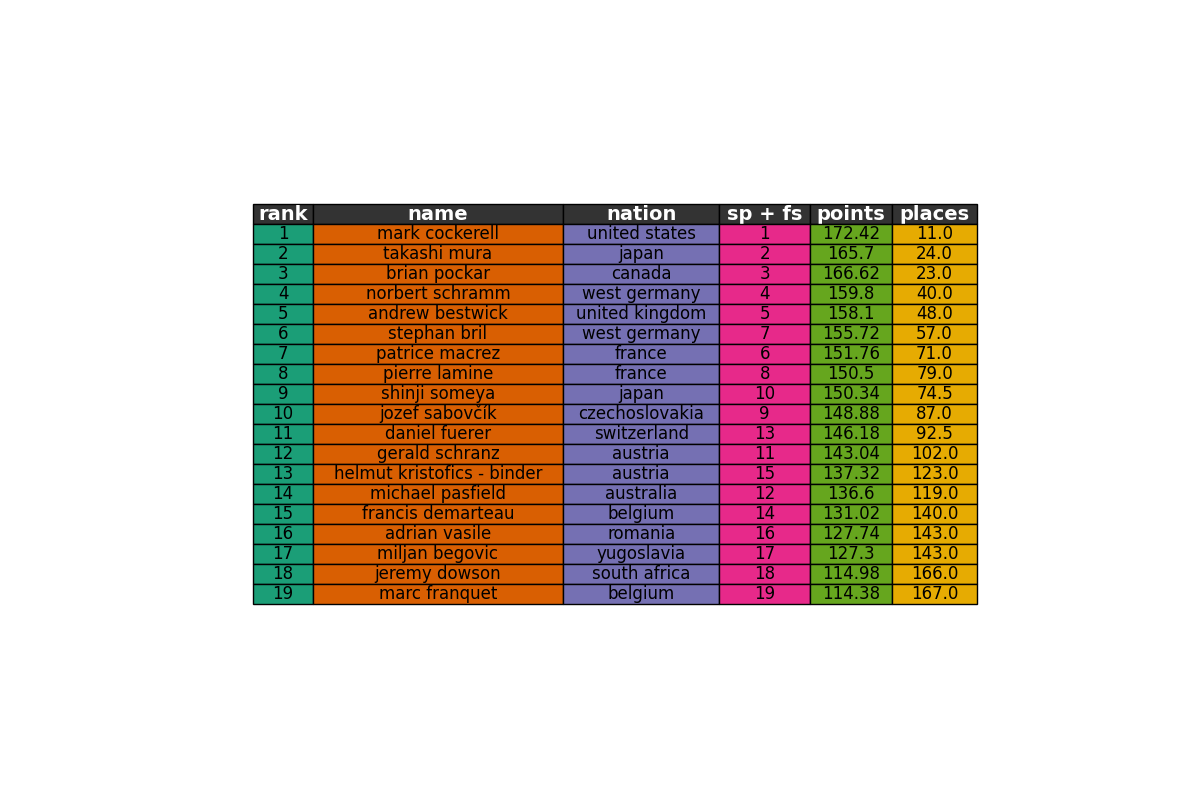 rank name nation sp + fs points places
1 mark cockerell united states 1 172.42 11.0
2 takashi mura japan 2 165.7 24.0
3 brian pockar canada 3 166.62 23.0
4 norbert schramm west germany 4 159.8 40.0
5 andrew bestwick united kingdom 5 158.1 48.0
6 stephan bril west germany 7 155.72 57.0
7 patrice macrez france 6 151.76 71.0
8 pierre lamine france 8 150.5 79.0
9 shinji someya japan 10 150.34 74.5
10 jozef sabovčík czechoslovakia 9 148.88 87.0
11 daniel fuerer switzerland 13 146.18 92.5
12 gerald schranz austria 11 143.04 102.0
13 helmut kristofics - binder austria 15 137.32 123.0
14 michael pasfield australia 12 136.6 119.0
15 francis demarteau belgium 14 131.02 140.0
16 adrian vasile romania 16 127.74 143.0
17 miljan begovic yugoslavia 17 127.3 143.0
18 jeremy dowson south africa 18 114.98 166.0
19 marc franquet belgium 19 114.38 167.0